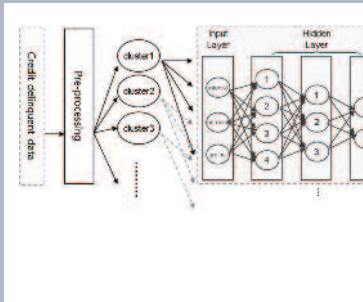 Credit delinquent data
Pre-processing
cluster1
cluster2
cluster3
Input
Layer
Hidden
Layer
1
2
3
4
1
2
3